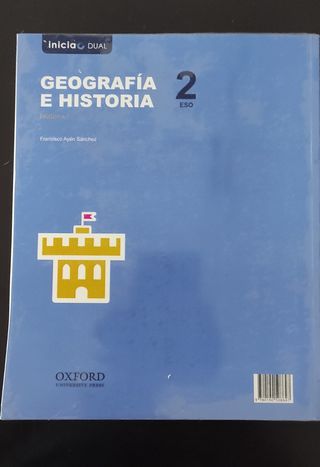 inicia DUAL
GEOGRAFÍA
E HISTORIA
2
ESO
Francisco Ayén Sánchez
OXFORD
UNIVERSITY PRESS